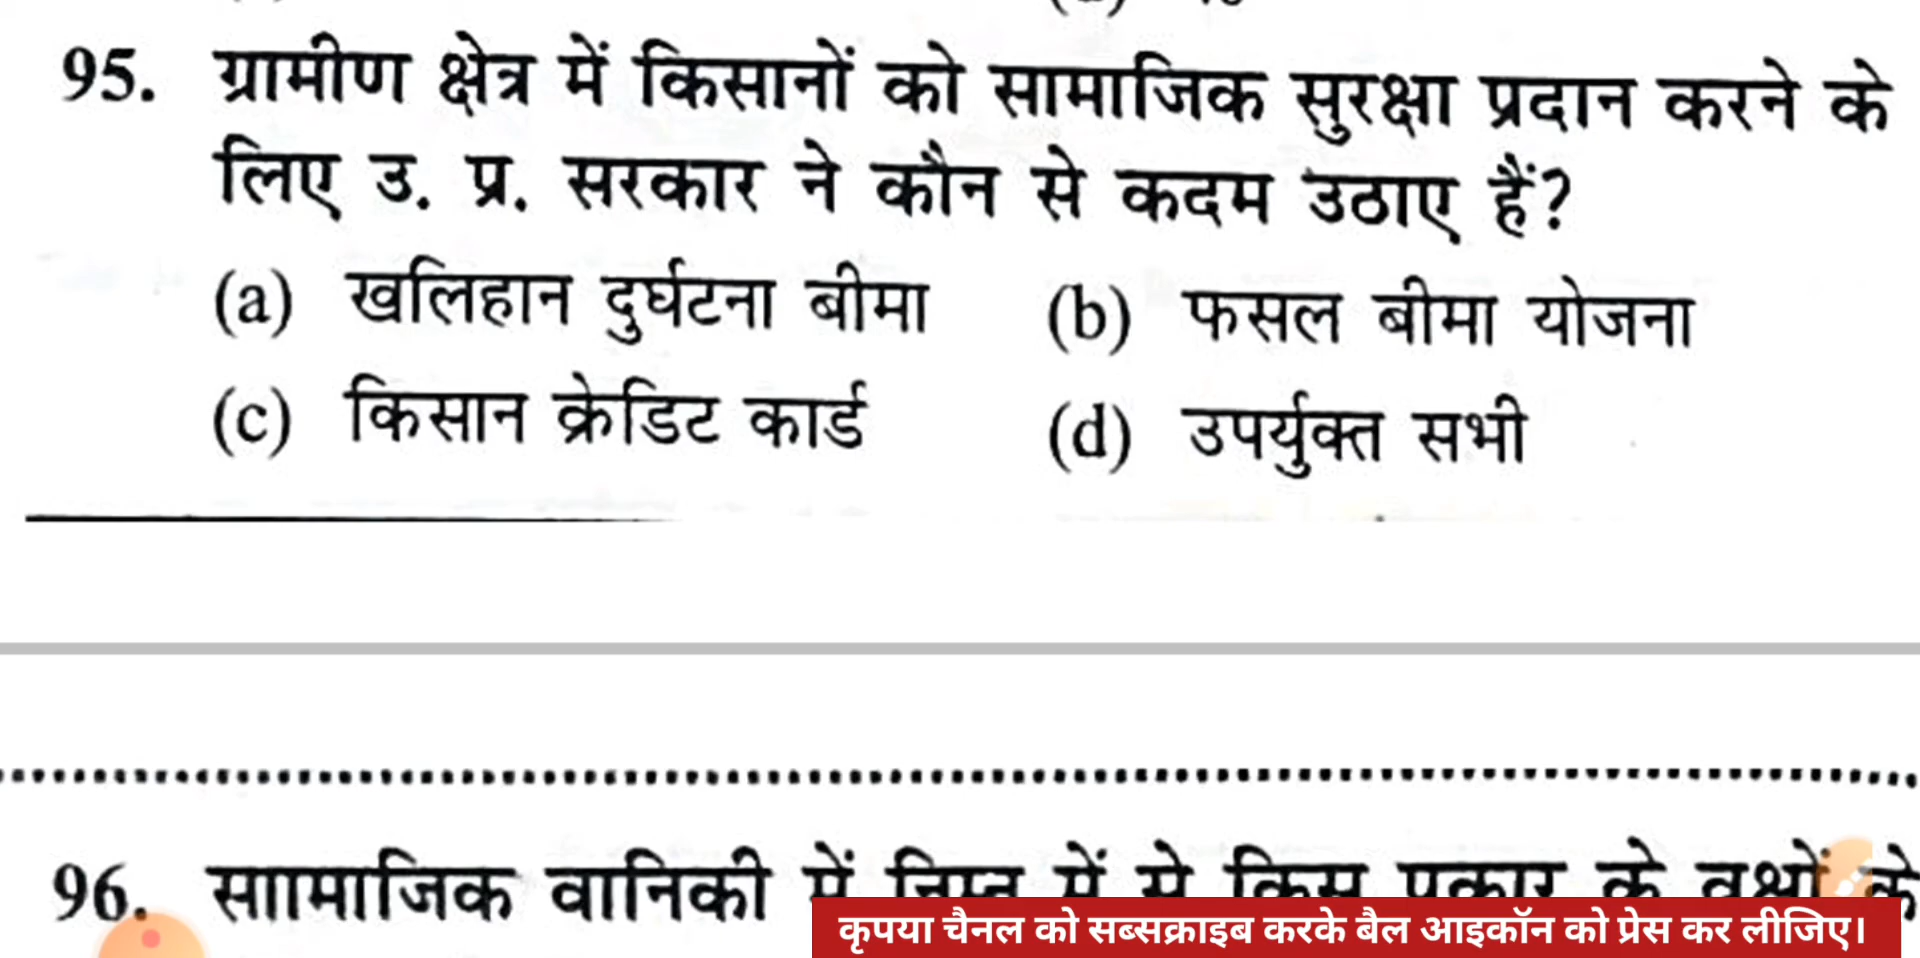 95. ग्रामीण क्षेत्र में किसानों को सामाजिक सुरक्षा प्रदान करने के
लिए उ. प्र. सरकार ने कौन से कदम उठाए हैं?
(a) खलिहान दुर्घटना बीमा (b) फसल बीमा योजना
(c) किसान क्रेडिट कार्ड (d) उपर्युक्त सभी
96. साामाजिक वानिकी में निम्न में से किस प्रकार के वृक्षों के
कृपया चैनल को सब्सक्राइब करके बैल आइकॉन को प्रेस कर लीजिए।